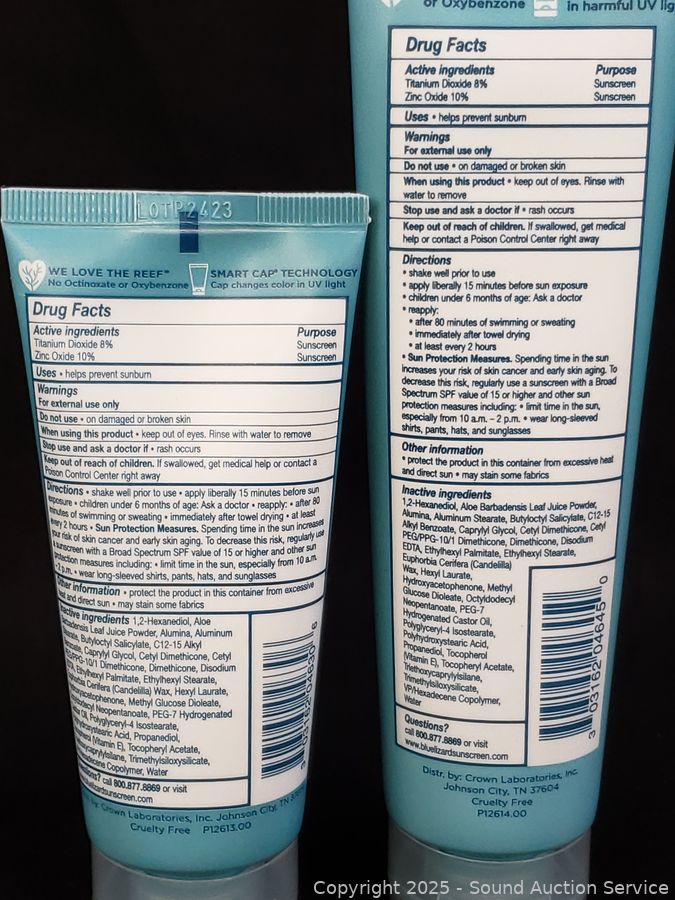 LOTP2423
WE LOVE THE REEF™
No Octinoxate or Oxybenzone
SMART CAP® TECHNOLOGY
Cap changes color in UV light
Drug Facts
Active ingredients Purpose
Titanium Dioxide 8% Sunscreen
Zinc Oxide 10% Sunscreen
Uses • helps prevent sunburn
Warnings
For external use only
Do not use • on damaged or broken skin
When using this product • keep out of eyes. Rinse with water to remove
Stop use and ask a doctor if • rash occurs
Keep out of reach of children. If swallowed, get medical help or contact a
Poison Control Center right away
Directions • shake well prior to use • apply liberally 15 minutes before sun
exposure • children under 6 months of age: Ask a doctor • reapply: • after 80
minutes of swimming or sweating • immediately after towel drying • at least
every 2 hours • Sun Protection Measures. Spending time in the sun increases
your risk of skin cancer and early skin aging. To decrease this risk, regularly use
a sunscreen with a Broad Spectrum SPF value of 15 or higher and other sun
protection measures including: • limit time in the sun, especially from 10 a.m.
- 2 p.m. • wear long-sleeved shirts, pants, hats, and sunglasses
Other information • protect the product in this container from excessive
heat and direct sun • may stain some fabrics
Inactive ingredients 1,2-Hexanediol, Aloe
Barbadensis Leaf Juice Powder, Alumina, Aluminum
Stearate, Butyloctyl Salicylate, C12-15 Alkyl
Benzoate, Caprylyl Glycol, Cetyl Dimethicone, Cetyl
PEG/PPG-10/1 Dimethicone, Dimethicone, Disodium
EDTA, Ethylhexyl Palmitate, Ethylhexyl Stearate,
Euphorbia Cerifera (Candelilla) Wax, Hexyl Laurate,
Hydroxyacetophenone, Methyl Glucose Dioleate,
Octyldodecyl Neopentanoate, PEG-7 Hydrogenated
Castor Oil, Polyglyceryl-4 Isostearate,
Polyhydroxystearic Acid, Propanediol,
Tocopherol (Vitamin E), Tocopheryl Acetate,
Triethoxycaprylylsilane, Trimethylsiloxysilicate,
VP/Hexadecene Copolymer, Water
Questions? call 800.877.8869 or visit
www.bluelizardsunscreen.com
Distr. by: Crown Laboratories, Inc. Johnson City, TN
Cruelty Free P12613.00
or Oxybenzone
in harmful UV lig
Drug Facts
Active ingredients Purpose
Titanium Dioxide 8% Sunscreen
Zinc Oxide 10% Sunscreen
Uses • helps prevent sunburn
Warnings
For external use only
Do not use • on damaged or broken skin
When using this product • keep out of eyes. Rinse with
water to remove
Stop use and ask a doctor if • rash occurs
Keep out of reach of children. If swallowed, get medical
help or contact a Poison Control Center right away
Directions
• shake well prior to use
• apply liberally 15 minutes before sun exposure
• children under 6 months of age: Ask a doctor
• reapply:
• after 80 minutes of swimming or sweating
• immediately after towel drying
• at least every 2 hours
• Sun Protection Measures. Spending time in the sun
increases your risk of skin cancer and early skin aging. To
decrease this risk, regularly use a sunscreen with a Broad
Spectrum SPF value of 15 or higher and other sun
protection measures including: • limit time in the sun,
especially from 10 a.m. – 2 p.m. • wear long-sleeved
shirts, pants, hats, and sunglasses
Other information
• protect the product in this container from excessive heat
and direct sun • may stain some fabrics
Inactive ingredients
1,2-Hexanediol, Aloe Barbadensis Leaf Juice Powder,
Alumina, Aluminum Stearate, Butyloctyl Salicylate, C12-15
Alkyl Benzoate, Caprylyl Glycol, Cetyl Dimethicone, Cetyl
PEG/PPG-10/1 Dimethicone, Dimethicone, Disodium
EDTA, Ethylhexyl Palmitate, Ethylhexyl Stearate,
Euphorbia Cerifera (Candelilla)
Wax, Hexyl Laurate,
Hydroxyacetophenone, Methyl
Glucose Dioleate, Octyldodecyl
Neopentanoate, PEG-7
Hydrogenated Castor Oil,
Polyglyceryl-4 Isostearate,
Polyhydroxystearic Acid,
Propanediol, Tocopherol
(Vitamin E), Tocopheryl Acetate,
Triethoxycaprylylsilane,
Trimethylsiloxysilicate,
VP/Hexadecene Copolymer,
Water
3 03162 04645 0
Questions?
call 800.877.8869 or visit
www.bluelizardsunscreen.com
Distr. by: Crown Laboratories, Inc.
Johnson City, TN 37604
Cruelty Free
P12614.00
Copyright 2025 - Sound Auction Service